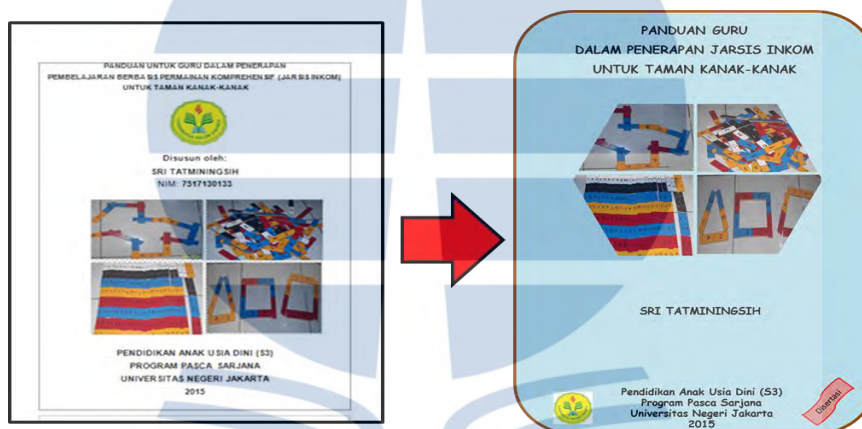 PANDUAN UNTUK GURU DALAM PENERAPAN
PEMBELAJARAN BERBASIS PERMAINAN KOMPREHENSIF (JARSIS INKOM)
UNTUK TAMAN KANAK-KANAK
Disusun oleh:
SRI TATMININGSIH
NIM: 7517130133
PENDIDIKAN ANAK USIA DINI (S3)
PROGRAM PASCA SARJANA
UNIVERSITAS NEGERI JAKARTA
2015
PANDUAN GURU
DALAM PENERAPAN JARSIS INKOM
UNTUK TAMAN KANAK-KANAK
SRI TATMININGSIH
Pendidikan Anak Usia Dini (S3)
Program Pasca Sarjana
Universitas Negeri Jakarta
2015
Disertasi